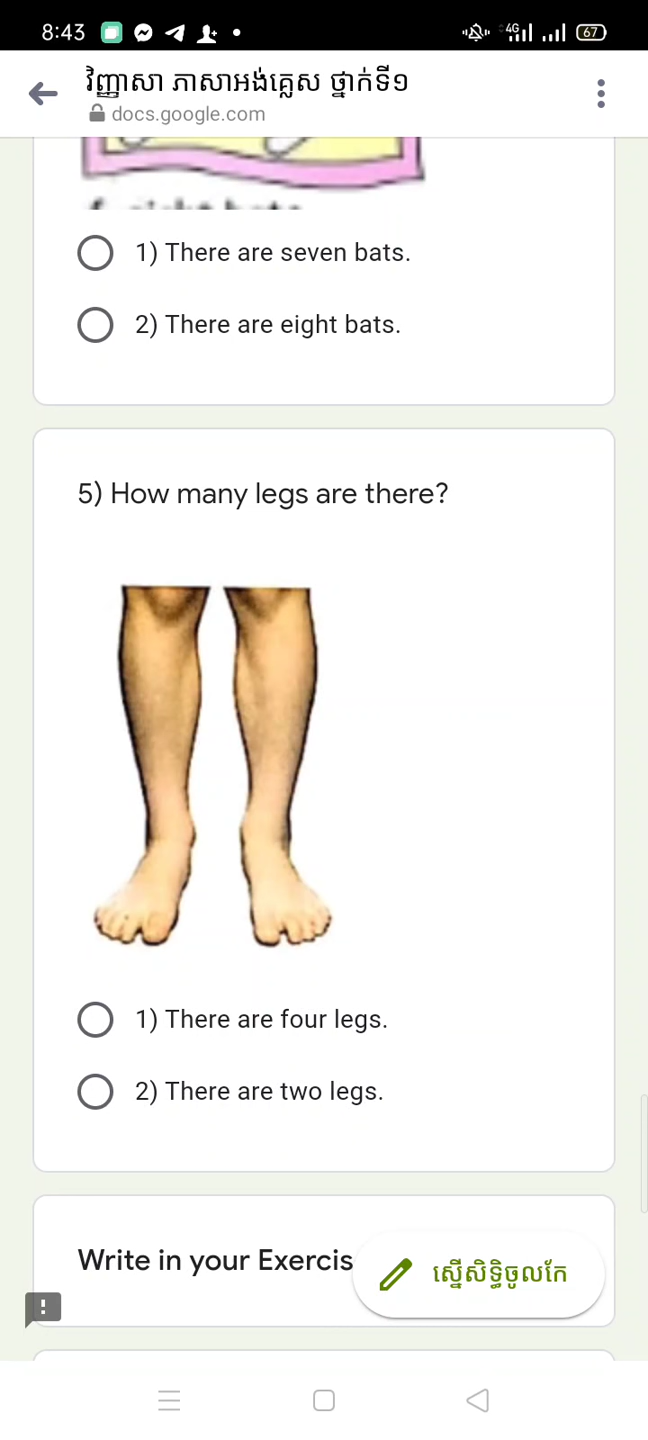 8:43
4G
67
វិញ្ញាសា ភាសាអង់គ្លេស ថ្នាក់ទី១
docs.google.com
1) There are seven bats.
2) There are eight bats.
5) How many legs are there?
1) There are four legs.
2) There are two legs.
Write in your Exercis
ស្នើសិទ្ធិចូលកែ